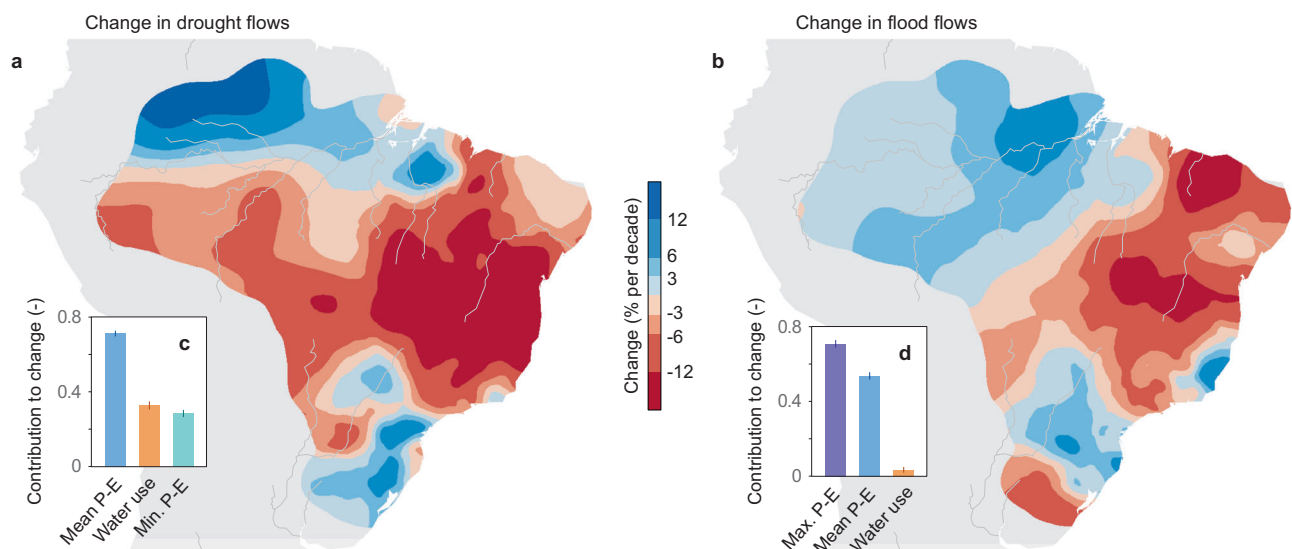 Change in drought flows
Change in flood flows
a
b
Change (% per decade)
12
6
3
-3
-6
-12
Contribution to change (-)
0.8
0.4
0
c
Mean P-E
Water use
Min. P-E
Contribution to change (-)
0.8
0.4
0
d
Max. P-E
Mean P-E
Water use